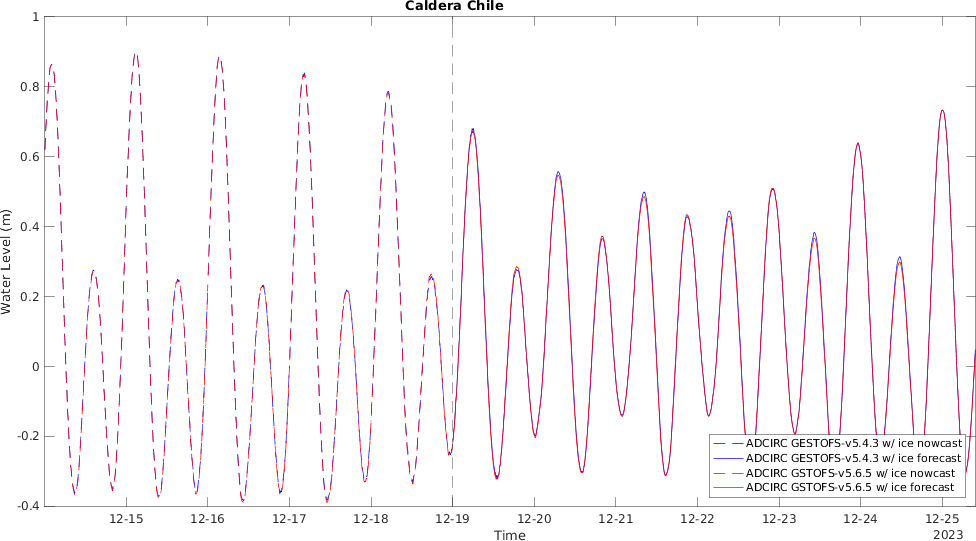 Caldera Chile
1
0.8
0.6
0.4
0.2
0
-0.2
-0.4
Water Level (m)
ADCIRC GESTOFS-v5.4.3 w/ ice nowcast
ADCIRC GESTOFS-v5.4.3 w/ ice forecast
ADCIRC GSTOFS-v5.6.5 w/ ice nowcast
ADCIRC GSTOFS-v5.6.5 w/ ice forecast
12-15 12-16 12-17 12-18 12-19 12-20 12-21 12-22 12-23 12-24 12-25
Time 2023